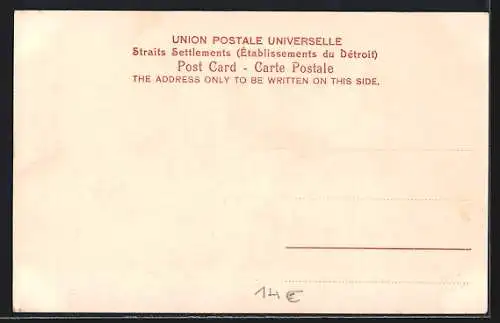 UNION POSTALE UNIVERSELLE
Straits Settlements (Établissements du Détroit)
Post Card - Carte Postale
THE ADDRESS ONLY TO BE WRITTEN ON THIS SIDE.
14E